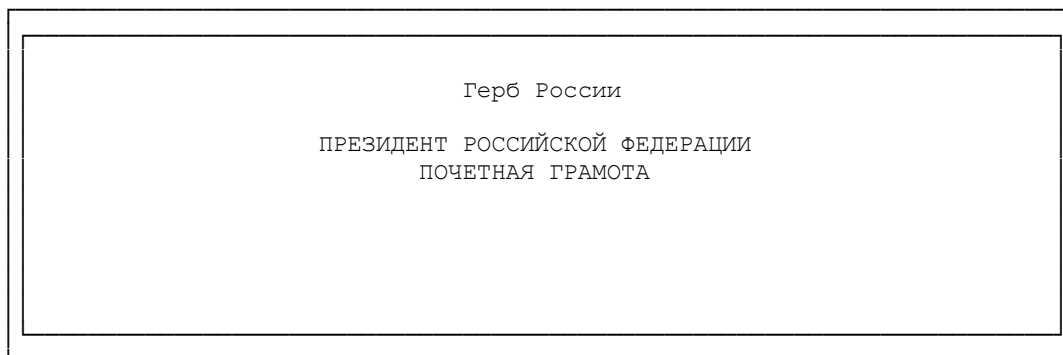 Герб России
ПРЕЗИДЕНТ РОССИЙСКОЙ ФЕДЕРАЦИИ
ПОЧЕТНАЯ ГРАМОТА